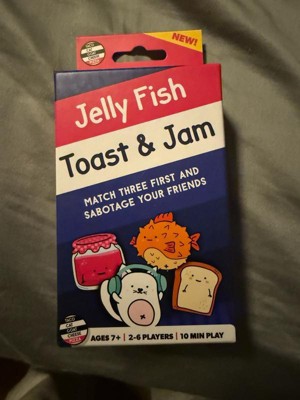 NEW!
Jelly Fish
Toast & Jam
MATCH THREE FIRST AND
SABOTAGE YOUR FRIENDS
AGES 7+ | 2-6 PLAYERS | 10 MIN PLAY